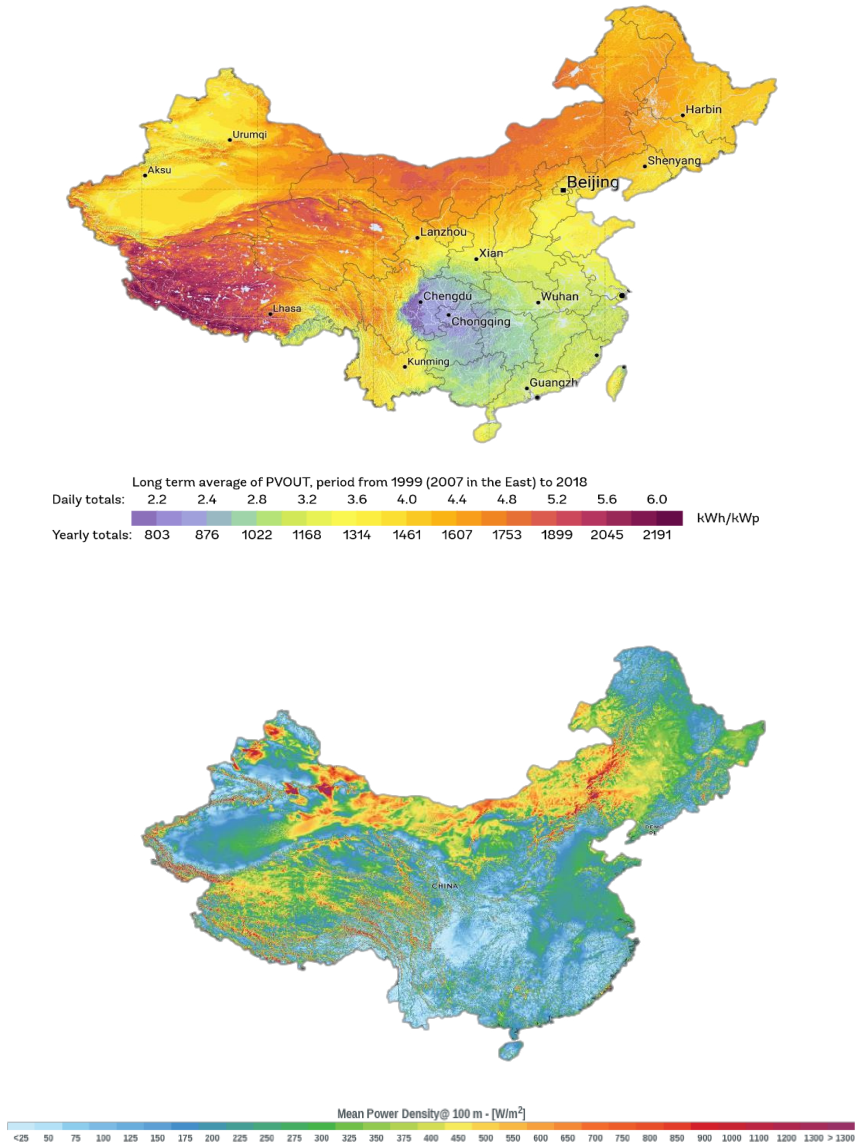 Harbin
Urumqi
Shenyang
Aksu
Beijing
Lanzhou
Xian
Chengdu
Wuhan
Lhasa
Chongqing
Kunming
Guangzh
Long term average of PVOUT, period from 1999 (2007 in the East) to 2018
Daily totals: 2.2 2.4 2.8 3.2 3.6 4.0 4.4 4.8 5.2 5.6 6.0
kWh/kWp
Yearly totals: 803 876 1022 1168 1314 1461 1607 1753 1899 2045 2191
CHINA
Mean Power Density@ 100 m - [W/m2]
<25 50 75 100 125 150 175 200 225 250 275 300 325 350 375 400 450 500 550 600 650 700 750 800 850 900 1000 1100 1200 1300 > 1300